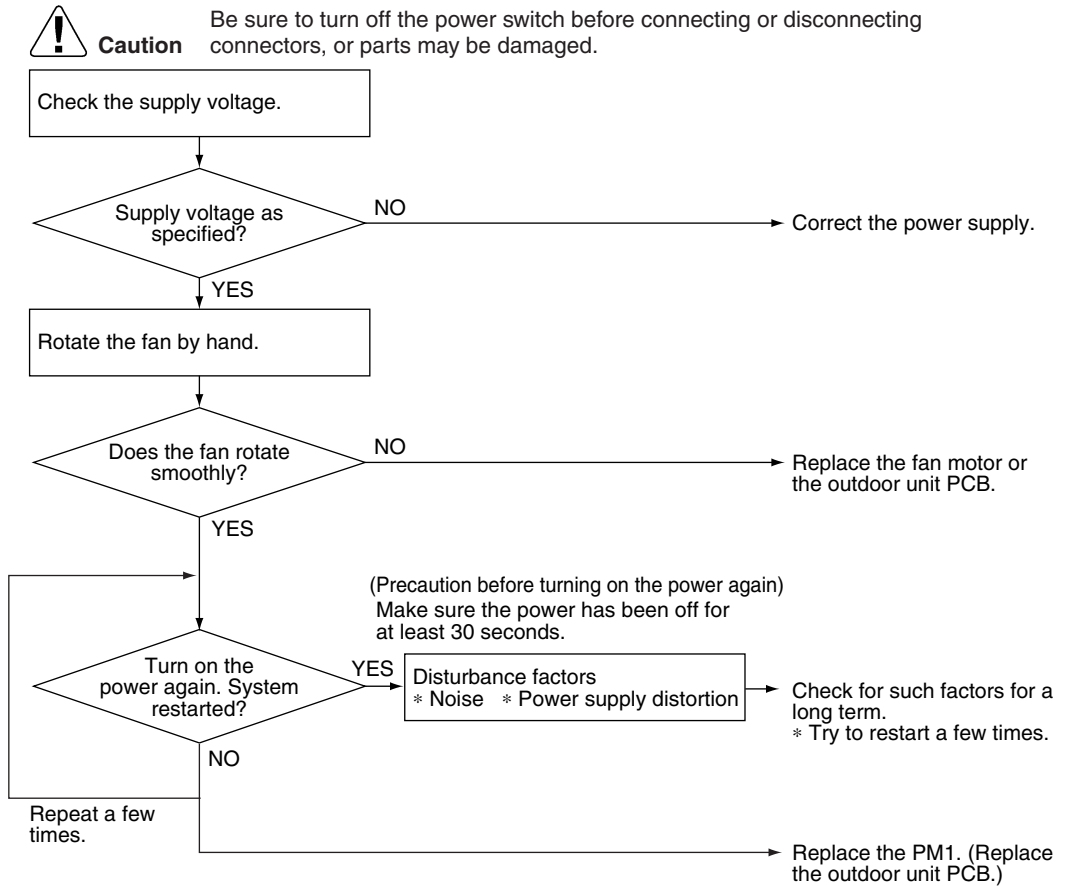 Be sure to turn off the power switch before connecting or disconnecting
Caution connectors, or parts may be damaged.
Check the supply voltage.
Supply voltage as
specified?
NO
Correct the power supply.
YES
Rotate the fan by hand.
Does the fan rotate
smoothly?
NO
Replace the fan motor or
the outdoor unit PCB.
YES
(Precaution before turning on the power again)
Make sure the power has been off for
at least 30 seconds.
Turn on the
power again. System
restarted?
YES
Disturbance factors
∗ Noise ∗ Power supply distortion
Check for such factors for a
long term.
∗ Try to restart a few times.
NO
Repeat a few
times.
Replace the PM1. (Replace
the outdoor unit PCB.)